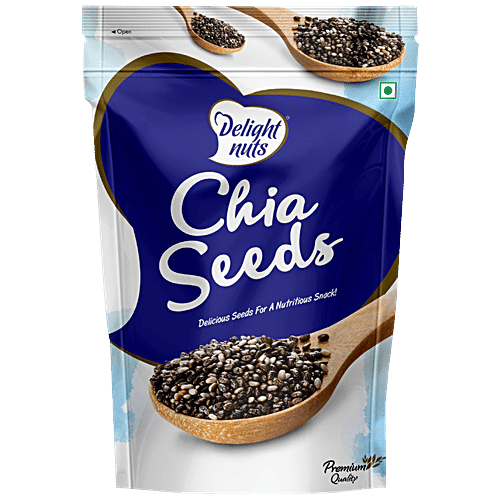 ◄ Open
Delight
nuts
Chia
Seeds
Delicious Seeds For A Nutritious Snack!
Premium
Quality